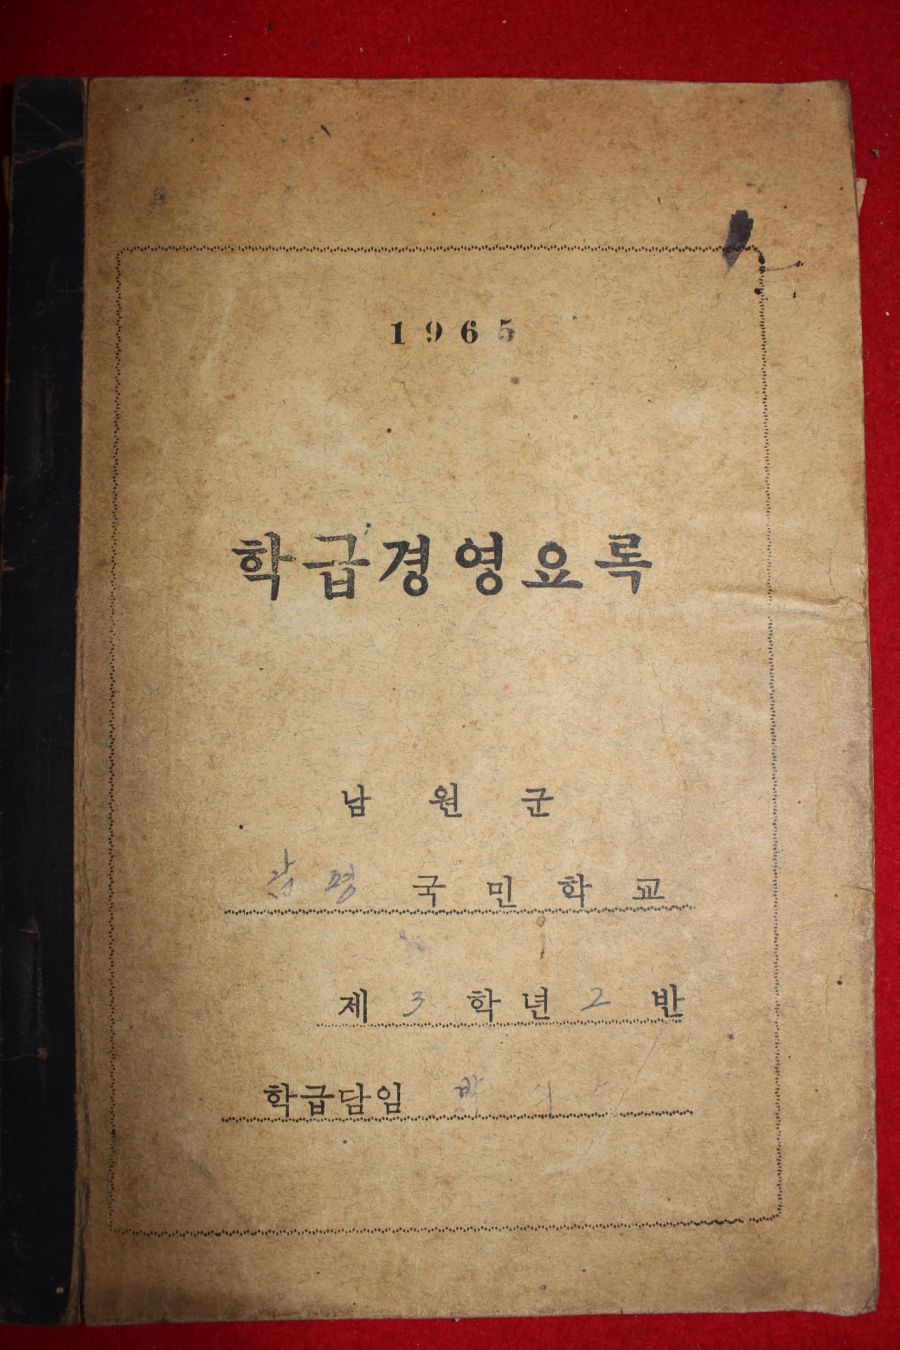 1965
학급경영요록
남원군
평 국민학교
제 3 학년 2 반
학급담임